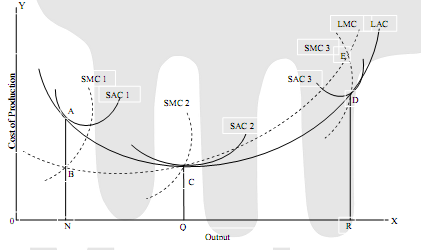 Y
LMC
LAC
SMC 3
E
SMC 1
SAC 3
SAC 1
SMC 2
D
A
SAC 2
B
C
Cost of Production
0
N
Q
R
X
Output